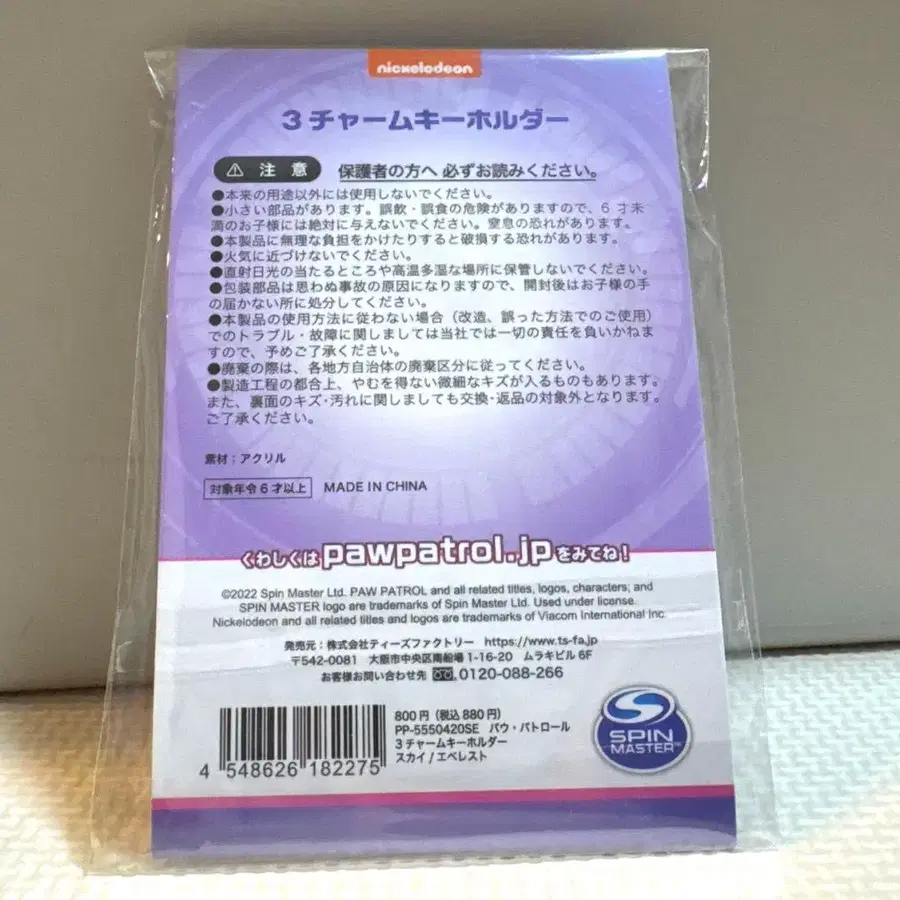 nickelodeon
3チャームキーホルダー
⚠ 注意 保護者の方へ 必ずお読みください。
●本来の用途以外には使用しないでください。
●小さい部品があります。誤飲・誤食の危険がありますので、6才未
満のお子様には絶対に与えないでください。窒息の恐れがあります。
●本製品に無理な負担をかけたりすると破損する恐れがあります。
●火気に近づけないでください。
●直射日光の当たるところや高温多湿な場所に保管しないでください。
●包装部品は思わぬ事故の原因になりますので、開封後はお子様の手
の届かない所に処分してください。
●本製品の使用方法に従わない場合（改造、誤った方法でのご使用）
でのトラブル・故障に関しましては当社では一切の責任を負いかねま
すので、予めご了承ください。
●廃棄の際は、各地方自治体の廃棄区分に従ってください。
●製造工程の都合上、やむを得ない微細なキズが入るものもあります。
また、裏面のキズ・汚れに関しましても交換・返品の対象外となります。
ご了承ください。
素材：アクリル
対象年令6才以上 MADE IN CHINA
くわしくは pawpatrol.jp をみてね！
©2022 Spin Master Ltd. PAW PATROL and all related titles, logos, characters; and
SPIN MASTER logo are trademarks of Spin Master Ltd. Used under license.
Nickelodeon and all related titles and logos are trademarks of Viacom International Inc.
発売元：株式会社ティーズファクトリー https://www.ts-fa.jp
〒542-0081 大阪市中央区南船場1-16-20 ムラキビル6F
お客様お問い合わせ先 0120-088-266
800円（税込880円）
PP-5550420SE パウ・パトロール
3チャームキーホルダー
スカイ/エベレスト
4 548626 182275
SPIN
MASTER™